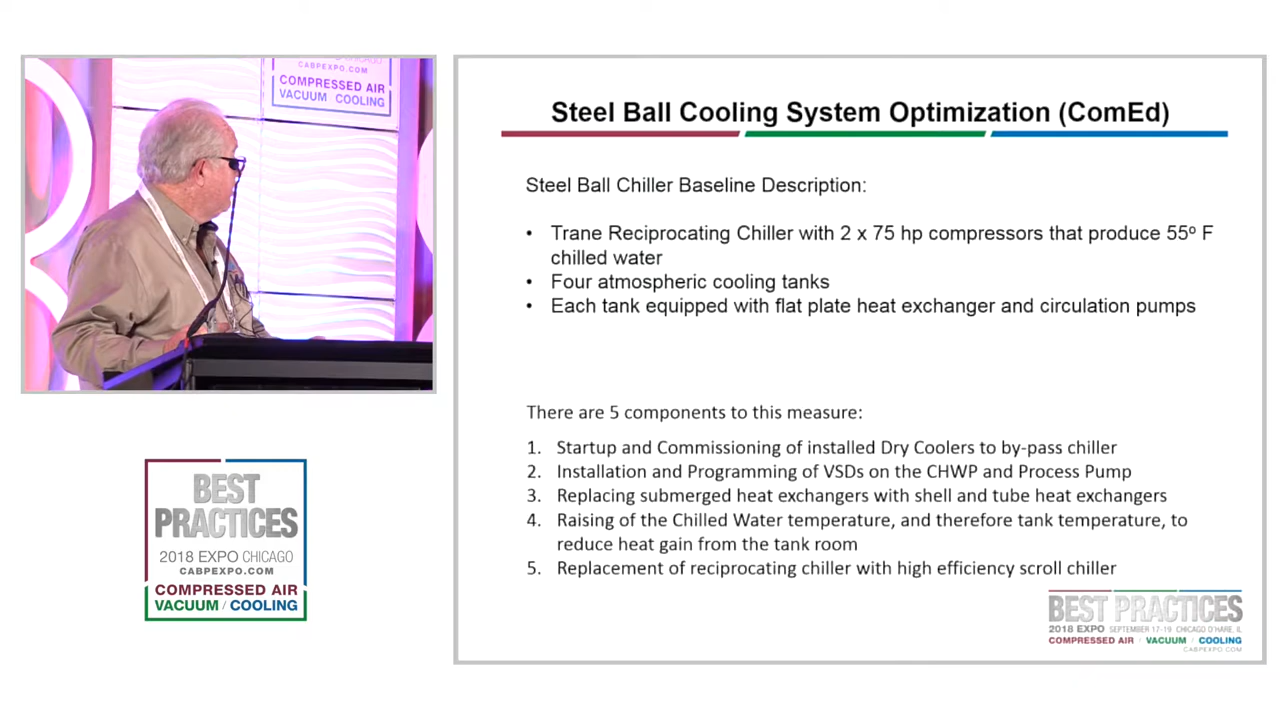 CABPEXPO.COM
COMPRESSED AIR
VACUUM COOLING
Steel Ball Cooling System Optimization (ComEd)
Steel Ball Chiller Baseline Description:
• Trane Reciprocating Chiller with 2 x 75 hp compressors that produce 55º F
chilled water
• Four atmospheric cooling tanks
• Each tank equipped with flat plate heat exchanger and circulation pumps
There are 5 components to this measure:
1. Startup and Commissioning of installed Dry Coolers to by-pass chiller
2. Installation and Programming of VSDs on the CHWP and Process Pump
3. Replacing submerged heat exchangers with shell and tube heat exchangers
4. Raising of the Chilled Water temperature, and therefore tank temperature, to
reduce heat gain from the tank room
5. Replacement of reciprocating chiller with high efficiency scroll chiller
BEST
PRACTICES
2018 EXPO CHICAGO
CABPEXPO.COM
COMPRESSED AIR
VACUUM / COOLING
BEST PRACTICES
2018 EXPO SEPTEMBER 17-19 CHICAGO O'HARE, IL
COMPRESSED AIR / VACUUM / COOLING
CABPEXPO.COM